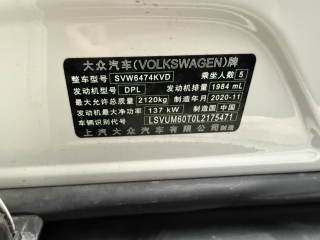 大众汽车(VOLKSWAGEN)牌
整车型号 SVW6474KVD 乘坐人数 5
发动机型号 DPL 发动机排量 1984 mL
最大允许总质量 2120kg 制造年月 2020-11
发动机最大净功率 137 kW 制造国 中国
车辆识别代号 LSVUM60T0L2175471
上汽大众汽车有限公司制造